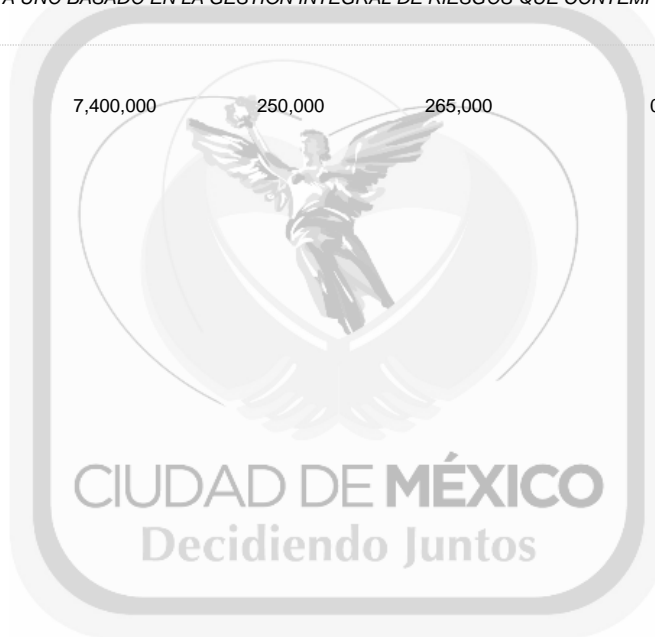 A UNO BASADO EN LA GESTIÓN INTEGRAL DE RIESGOS QUE
7,400,000 250,000 265,000
CIUDAD DE MÉXICO
Decidiendo Juntos